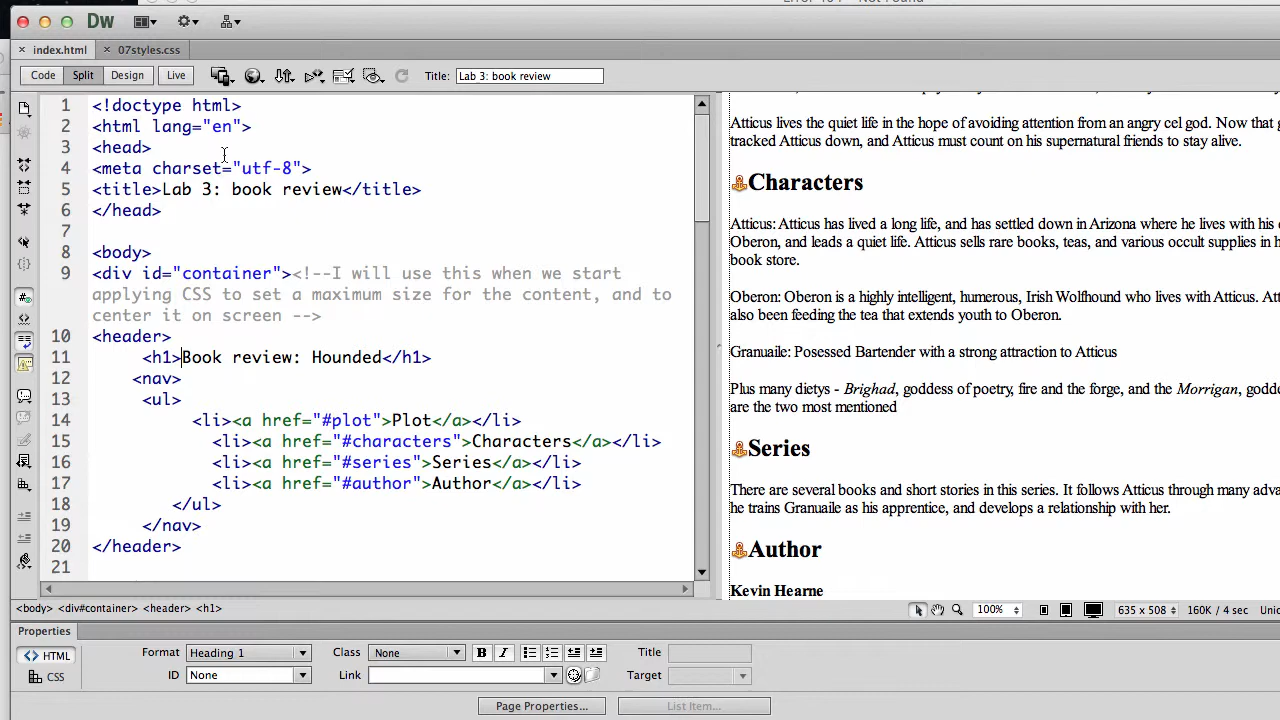 Dw
index.html 07styles.css
Code Split Design Live Title: Lab 3: book review
1 <!doctype html>
2 <html lang="en">
3 <head>
4 <meta charset="utf-8">
5 <title>Lab 3: book review</title>
6 </head>
7
8 <body>
9 <div id="container"><!--I will use this when we start
applying CSS to set a maximum size for the content, and to
center it on screen -->
10 <header>
11 <h1>Book review: Hounded</h1>
12 <nav>
13 <ul>
14 <li><a href="#plot">Plot</a></li>
15 <li><a href="#characters">Characters</a></li>
16 <li><a href="#series">Series</a></li>
17 <li><a href="#author">Author</a></li>
18 </ul>
19 </nav>
20 </header>
21
Atticus lives the quiet life in the hope of avoiding attention from an angry cel god. Now that
tracked Atticus down, and Atticus must count on his supernatural friends to stay alive.
Characters
Atticus: Atticus has lived a long life, and has settled down in Arizona where he lives with his
Oberon, and leads a quiet life. Atticus sells rare books, teas, and various occult supplies in
book store.
Oberon: Oberon is a highly intelligent, humerous, Irish Wolfhound who lives with Atticus.
also been feeding the tea that extends youth to Oberon.
Granuaile: Posessed Bartender with a strong attraction to Atticus
Plus many dietys - Brighad, goddess of poetry, fire and the forge, and the Morrigan,
are the two most mentioned
Series
There are several books and short stories in this series. It follows Atticus through many
he trains Granuaile as his apprentice, and develops a relationship with her.
Author
Kevin Hearne
<body> <div#container> <header> <h1> 100% 635 x 508 160K / 4 sec
Properties
HTML Format Heading 1 Class None B I Title
CSS ID None Link Target
Page Properties... List Item...